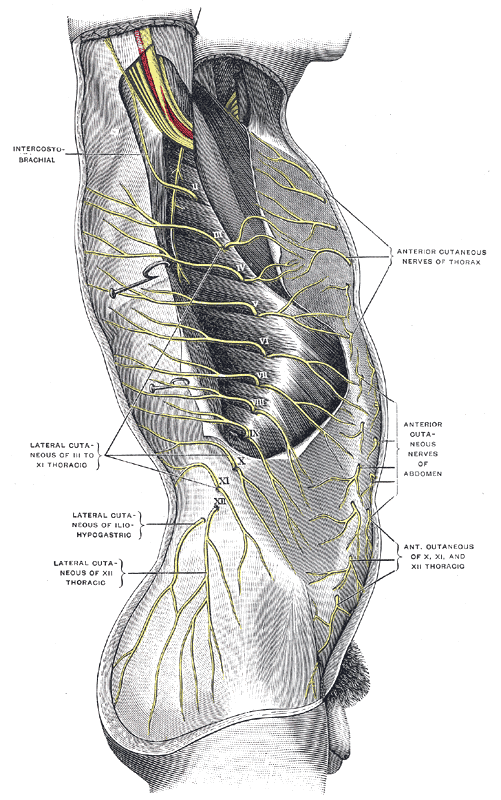 INTERCOSTO-
BRACHIAL
II
III
IV
V
VI
VII
VIII
IX
X
XI
XII
ANTERIOR CUTANEOUS
NERVES OF THORAX
LATERAL CUTA-
NEOUS OF III TO
XI THORACIC
ANTERIOR
CUTA-
NEOUS
NERVES
OF
ABDOMEN
LATERAL CUTA-
NEOUS OF ILIO-
HYPOGASTRIC
ANT. CUTANEOUS
OF X, XI, AND
XII THORACIC
LATERAL CUTA-
NEOUS OF XII
THORACIC